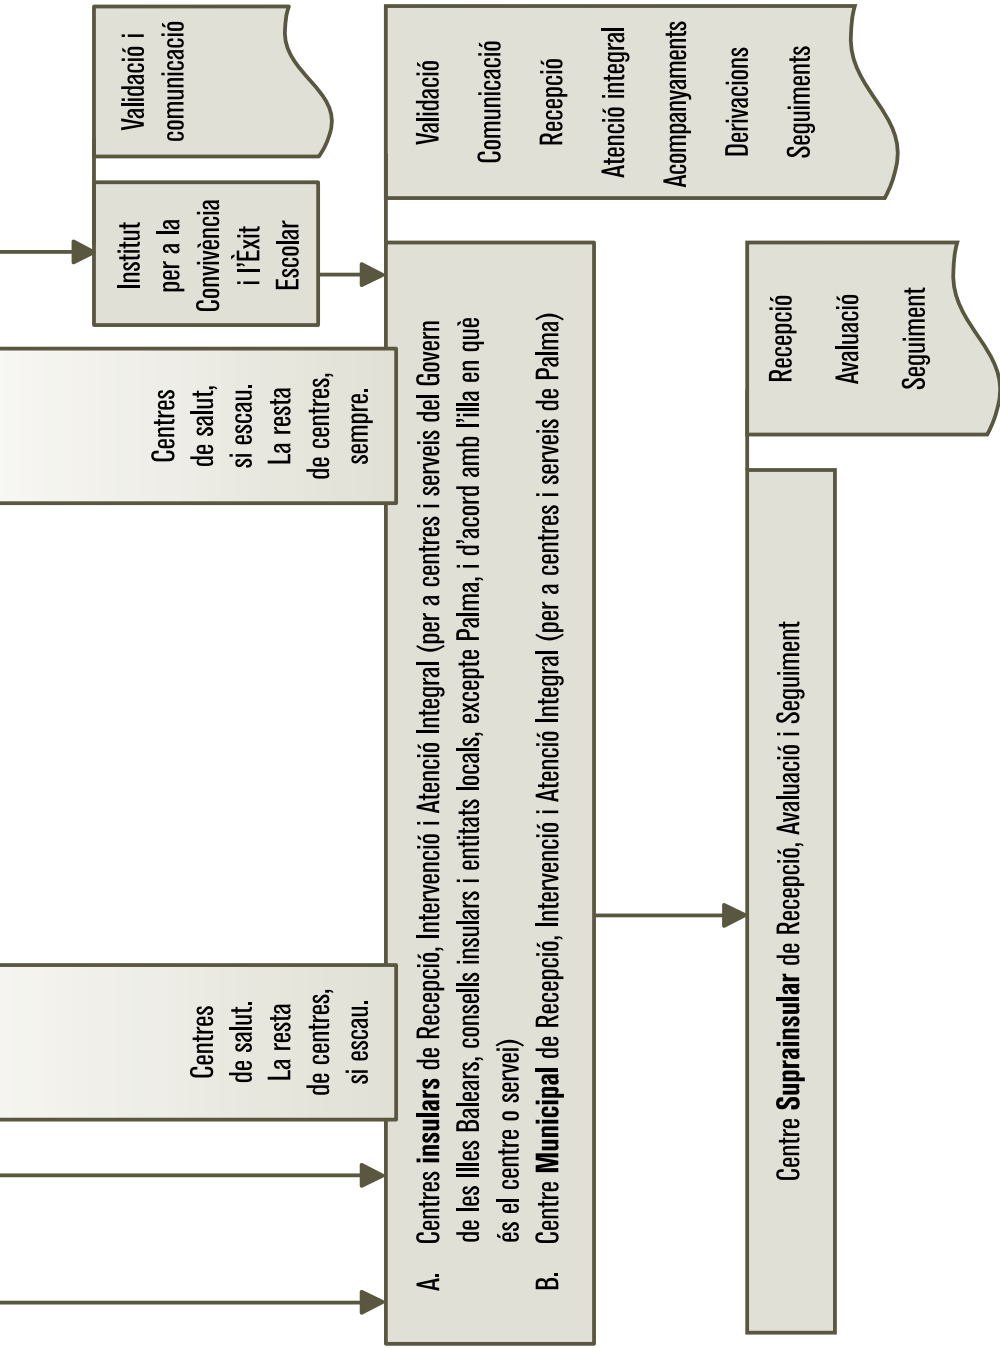 Centres
de salut.
La resta
de centres,
si escau.
Centres
de salut,
si escau.
La resta
de centres,
sempre.
Institut
per a la
Convivència
i l'Èxit
Escolar
Validació i
comunicació
A. Centres insulars de Recepció, Intervenció i Atenció Integral (per a centres i serveis del Govern
de les Illes Balears, consells insulars i entitats locals, excepte Palma, i d'acord amb l'illa en què
és el centre o servei)
B. Centre Municipal de Recepció, Intervenció i Atenció Integral (per a centres i serveis de Palma)
Validació
Comunicació
Recepció
Atenció integral
Acompanyaments
Derivacions
Seguiments
Centre Suprainsular de Recepció, Avaluació i Seguiment
Recepció
Avaluació
Seguiment